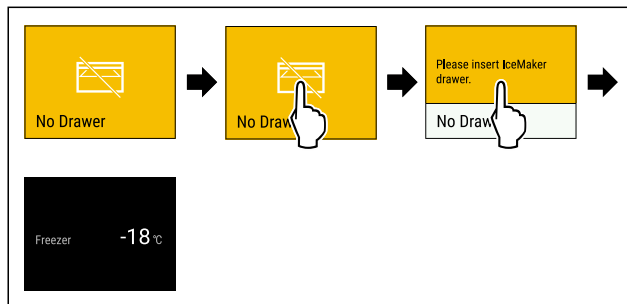 No Drawer
No Draw
Please insert IceMaker
drawer.
No Draw
Freezer -18 °C